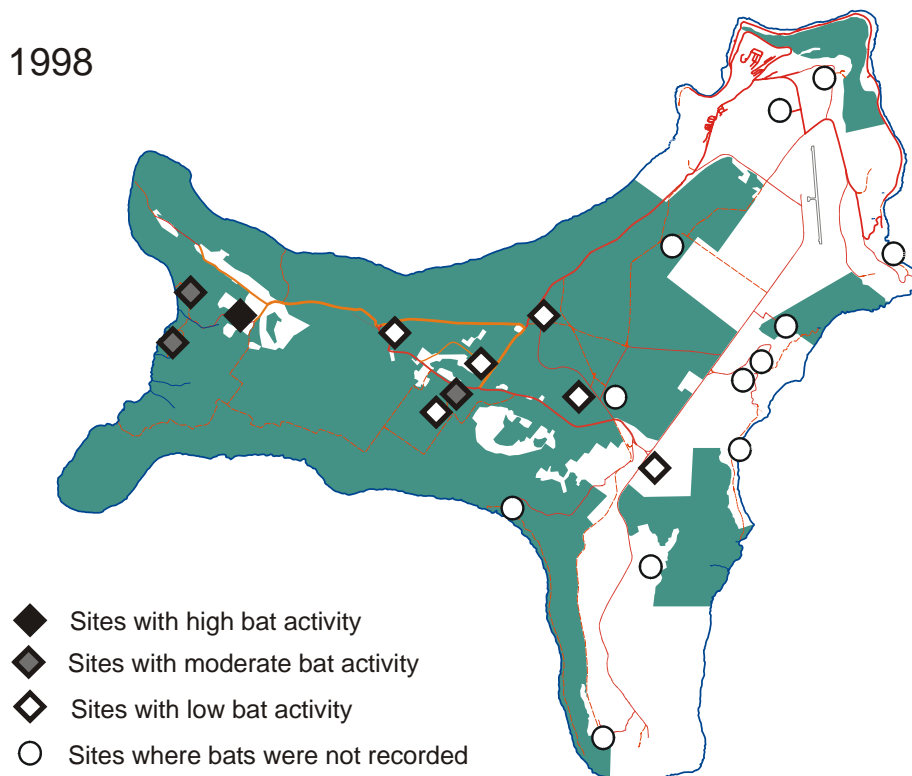 1998
Sites with high bat activity
Sites with moderate bat activity
Sites with low bat activity
Sites where bats were not recorded